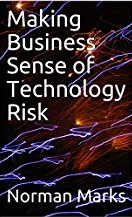 Making
Business
Sense of
Technology
Risk
Norman Marks